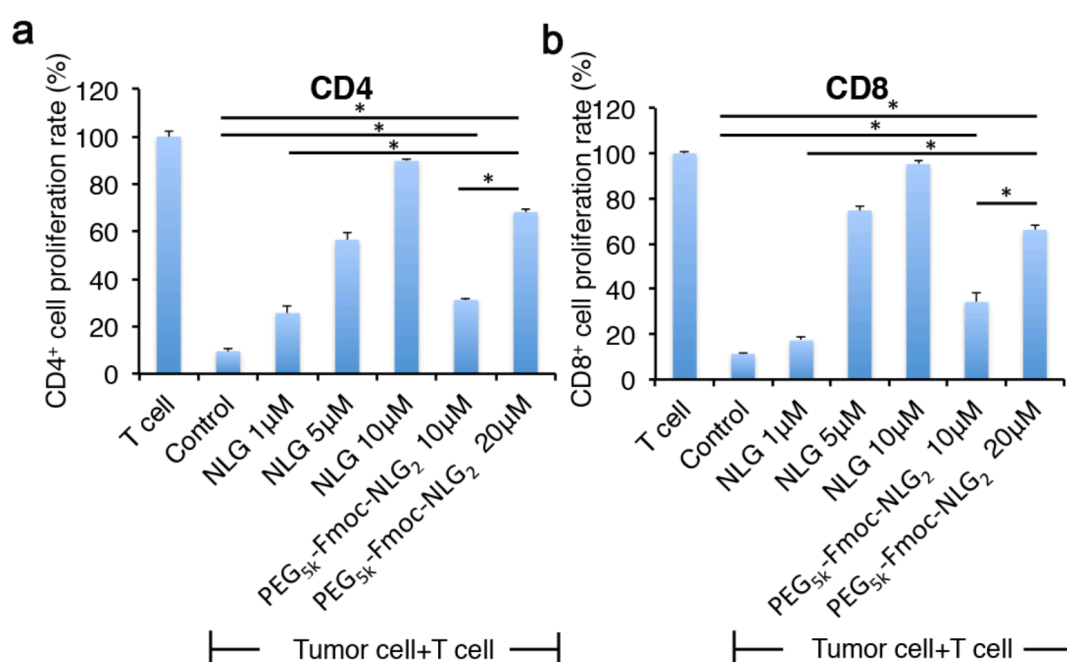 a
CD4
CD4⁺ cell proliferation rate (%)
120
100
80
60
40
20
0
*
*
*
*
T cell
Control
NLG 1µM
NLG 5µM
NLG 10µM
PEG₅ₖ-Fmoc-NLG₂ 10µM
PEG₅ₖ-Fmoc-NLG₂ 20µM
Tumor cell+T cell
b
CD8
CD8⁺ cell proliferation rate (%)
120
100
80
60
40
20
0
*
*
*
*
T cell
Control
NLG 1µM
NLG 5µM
NLG 10µM
PEG₅ₖ-Fmoc-NLG₂ 10µM
PEG₅ₖ-Fmoc-NLG₂ 20µM
Tumor cell+T cell